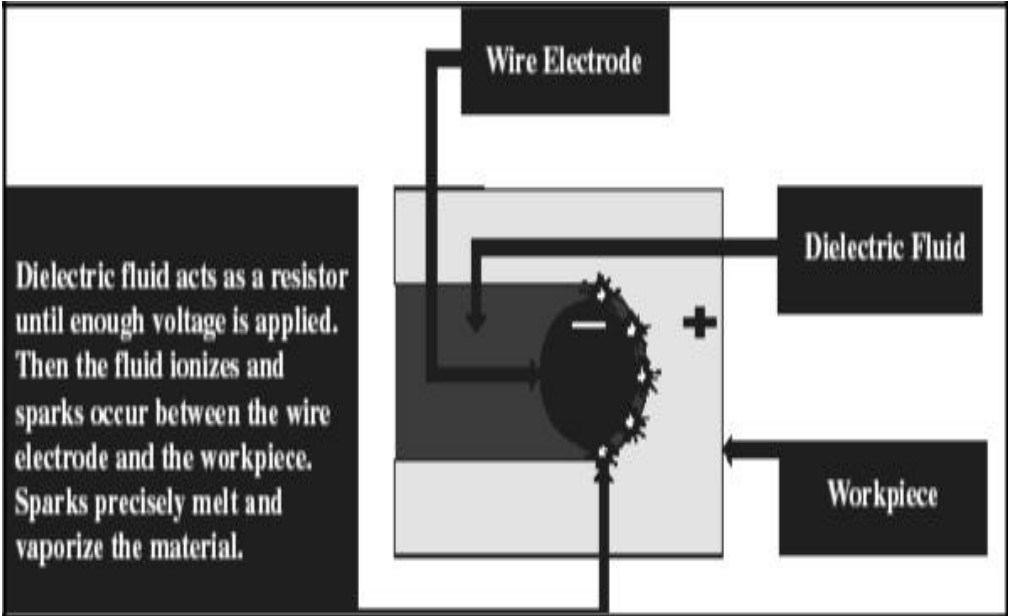 Wire Electrode
Dielectric Fluid
Dielectric fluid acts as a resistor
until enough voltage is applied.
Then the fluid ionizes and
sparks occur between the wire
electrode and the workpiece.
Sparks precisely melt and
vaporize the material.
−
+
Workpiece